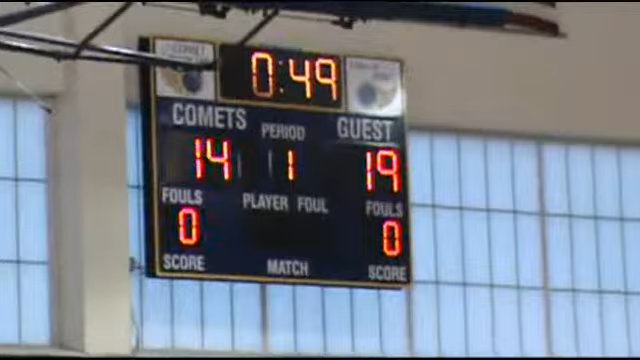 0:49
COMETS PERIOD GUEST
14 1 19
FOULS PLAYER FOUL FOULS
0 0
SCORE MATCH SCORE